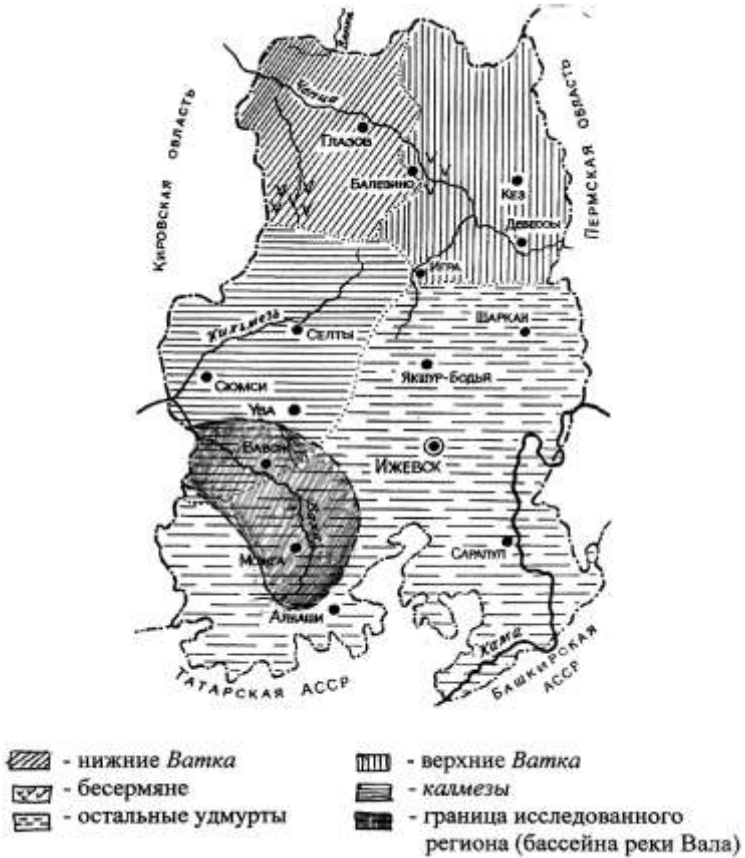 Чепца
Глазов
Балезино
Кез
Дебёссы
Игра
КИРОВСКАЯ ОБЛАСТЬ
ПЕРМСКАЯ ОБЛАСТЬ
Кильмезь
Селты
Шаркан
Якшур-Бодья
Сюмси
Ува
Вавож
ИЖЕВСК
Можга
Сарапул
Алнаши
Кама
ТАТАРСКАЯ АССР
БАШКИРСКАЯ
АССР
- нижние Ватка
- бесермяне
- остальные удмурты
- верхние Ватка
- калмезы
- граница исследованного
региона (бассейна реки Вала)